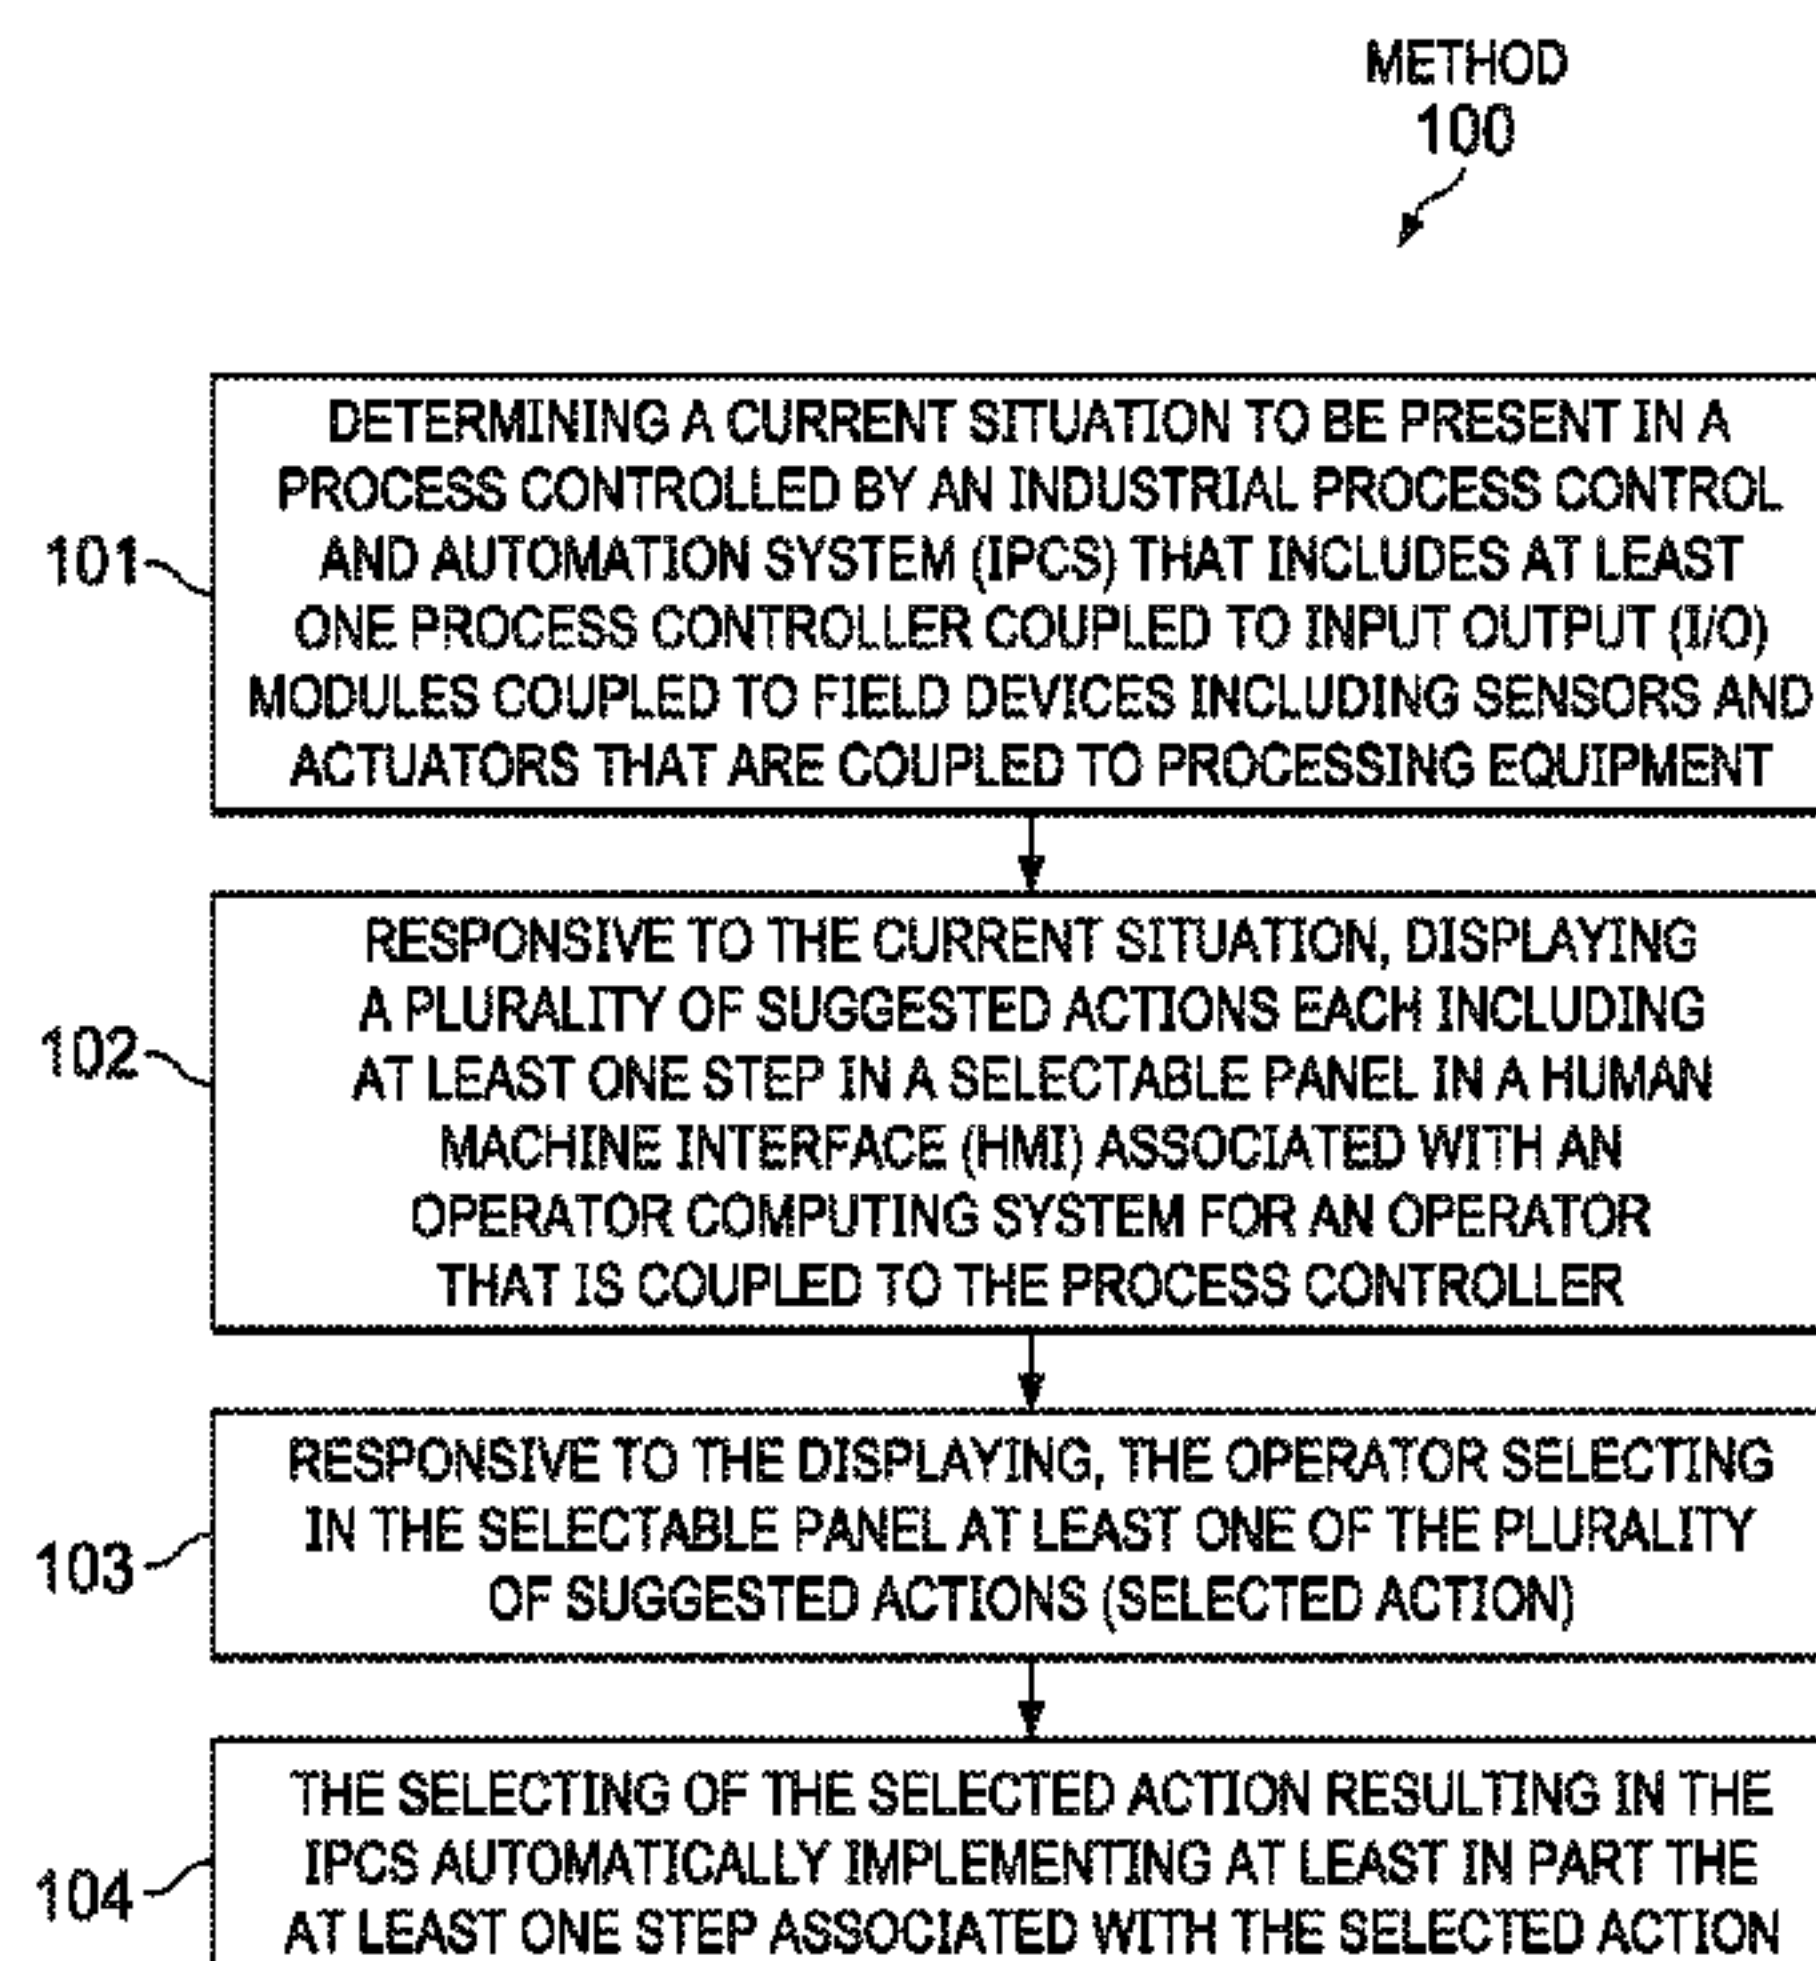 METHOD
100
DETERMINING A CURRENT SITUATION TO BE PRESENT IN A
PROCESS CONTROLLED BY AN INDUSTRIAL PROCESS CONTROL
101
AND AUTOMATION SYSTEM (IPCS) THAT INCLUDES AT LEAST
ONE PROCESS CONTROLLER COUPLED TO INPUT OUTPUT (I/O)
MODULES COUPLED TO FIELD DEVICES INCLUDING SENSORS AND
ACTUATORS THAT ARE COUPLED TO PROCESSING EQUIPMENT
RESPONSIVE TO THE CURRENT SITUATION, DISPLAYING
A PLURALITY OF SUGGESTED ACTIONS EACH INCLUDING
102
AT LEAST ONE STEP IN A SELECTABLE PANEL IN A HUMAN
MACHINE INTERFACE (HMI) ASSOCIATED WITH AN
OPERATOR COMPUTING SYSTEM FOR AN OPERATOR
THAT IS COUPLED TO THE PROCESS CONTROLLER
RESPONSIVE TO THE DISPLAYING, THE OPERATOR SELECTING
IN THE SELECTABLE PANEL AT LEAST ONE OF THE PLURALITY
103
OF SUGGESTED ACTIONS (SELECTED ACTION)
THE SELECTING OF THE SELECTED ACTION RESULTING IN THE
IPCS AUTOMATICALLY IMPLEMENTING AT LEAST IN PART THE
104
AT LEAST ONE STEP ASSOCIATED WITH THE SELECTED ACTION